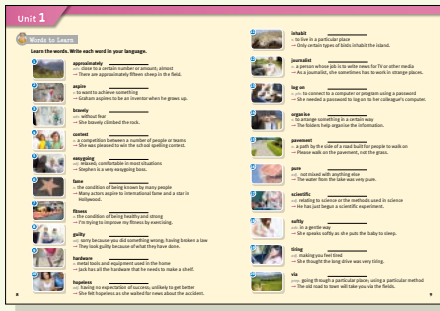 Unit 1
Words to Learn
Learn the words. Write each word in your language.
approximately
adv. close to a certain number or amount; almost
→ There are approximately fifteen sheep in the field.
aspire
v. to want to achieve something
→ Graham aspires to be an inventor when he grows up.
bravely
adv. without fear
→ She bravely climbed the rock.
contest
n. a competition between a number of people or teams
→ She was pleased to win the school spelling contest.
easygoing
adj. relaxed; comfortable in most situations
→ Stephen is a very easygoing boss.
fame
n. the condition of being known by many people
→ Many actors aspire to international fame and a star in
Hollywood.
fitness
n. the condition of being healthy and strong
→ I'm trying to improve my fitness by exercising.
guilty
adj. sorry because you did something wrong; having broken a law
→ They look guilty because of what they have done.
hardware
n. metal tools and equipment used in the home
→ Jack has all the hardware that he needs to make a shelf.
hopeless
adj. having no expectation of success; unlikely to get better
→ She felt hopeless as she waited for news about the accident.
8
inhabit
v. to live in a particular place
→ Only certain types of birds inhabit the island.
journalist
n. a person whose job is to write news for TV or other media
→ As a journalist, she sometimes has to work in strange places.
log on
v. phr. to connect to a computer or program using a password
→ She needed a password to log on to her colleague's computer.
organise
v. to arrange something in a certain way
→ The folders help organise the information.
pavement
n. a path by the side of a road built for people to walk on
→ Please walk on the pavement, not the grass.
pure
adj. not mixed with anything else
→ The water from the lake was very pure.
scientific
adj. relating to science or the methods used in science
→ He has just begun a scientific experiment.
softly
adv. in a gentle way
→ She speaks softly as she puts the baby to sleep.
tiring
adj. making you feel tired
→ She thought the long drive was very tiring.
via
prep. going through a particular place; using a particular method
→ The old road to town will take you via the fields.
9